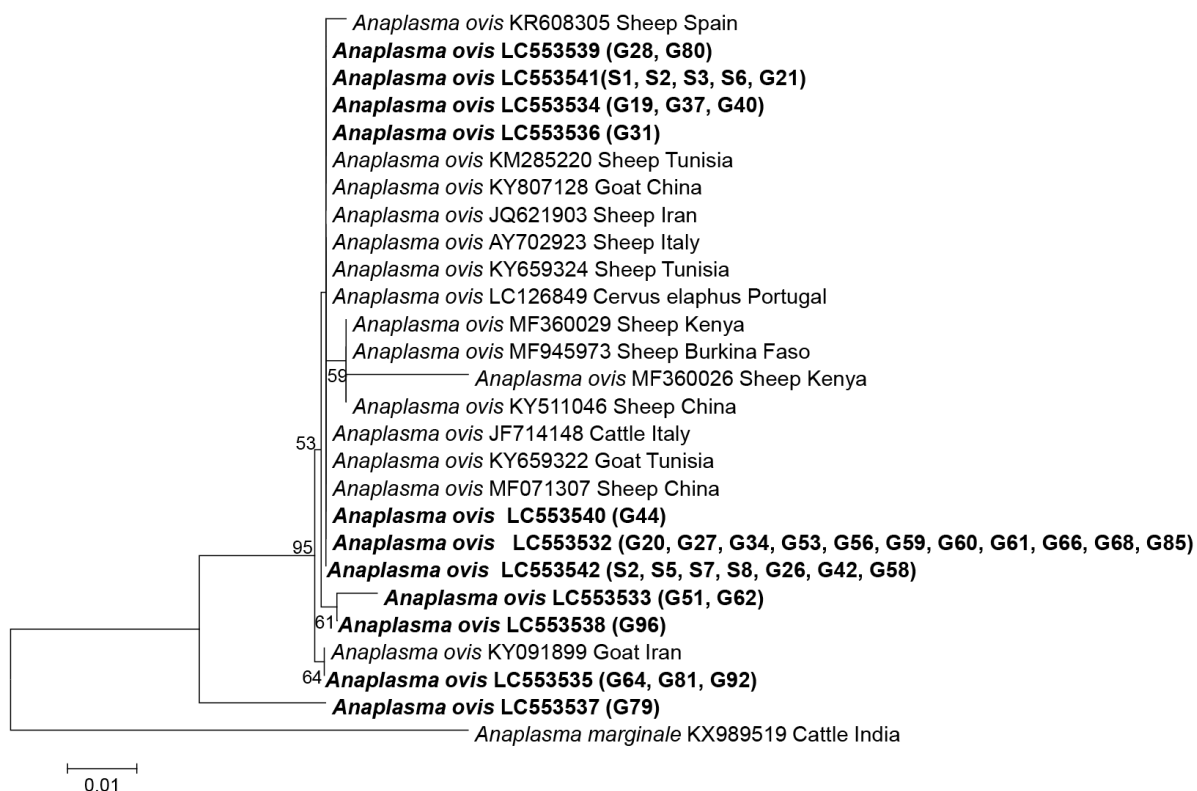 Anaplasma ovis KR608305 Sheep Spain
Anaplasma ovis LC553539 (G28, G80)
Anaplasma ovis LC553541(S1, S2, S3, S6, G21)
Anaplasma ovis LC553534 (G19, G37, G40)
Anaplasma ovis LC553536 (G31)
Anaplasma ovis KM285220 Sheep Tunisia
Anaplasma ovis KY807128 Goat China
Anaplasma ovis JQ621903 Sheep Iran
Anaplasma ovis AY702923 Sheep Italy
Anaplasma ovis KY659324 Sheep Tunisia
Anaplasma ovis LC126849 Cervus elaphus Portugal
Anaplasma ovis MF360029 Sheep Kenya
Anaplasma ovis MF945973 Sheep Burkina Faso
59
Anaplasma ovis MF360026 Sheep Kenya
Anaplasma ovis KY511046 Sheep China
Anaplasma ovis JF714148 Cattle Italy
53
Anaplasma ovis KY659322 Goat Tunisia
Anaplasma ovis MF071307 Sheep China
Anaplasma ovis LC553540 (G44)
Anaplasma ovis LC553532 (G20, G27, G34, G53, G56, G59, G60, G61, G66, G68, G85)
95
Anaplasma ovis LC553542 (S2, S5, S7, S8, G26, G42, G58)
Anaplasma ovis LC553533 (G51, G62)
61
Anaplasma ovis LC553538 (G96)
Anaplasma ovis KY091899 Goat Iran
64
Anaplasma ovis LC553535 (G64, G81, G92)
Anaplasma ovis LC553537 (G79)
Anaplasma marginale KX989519 Cattle India
0.01